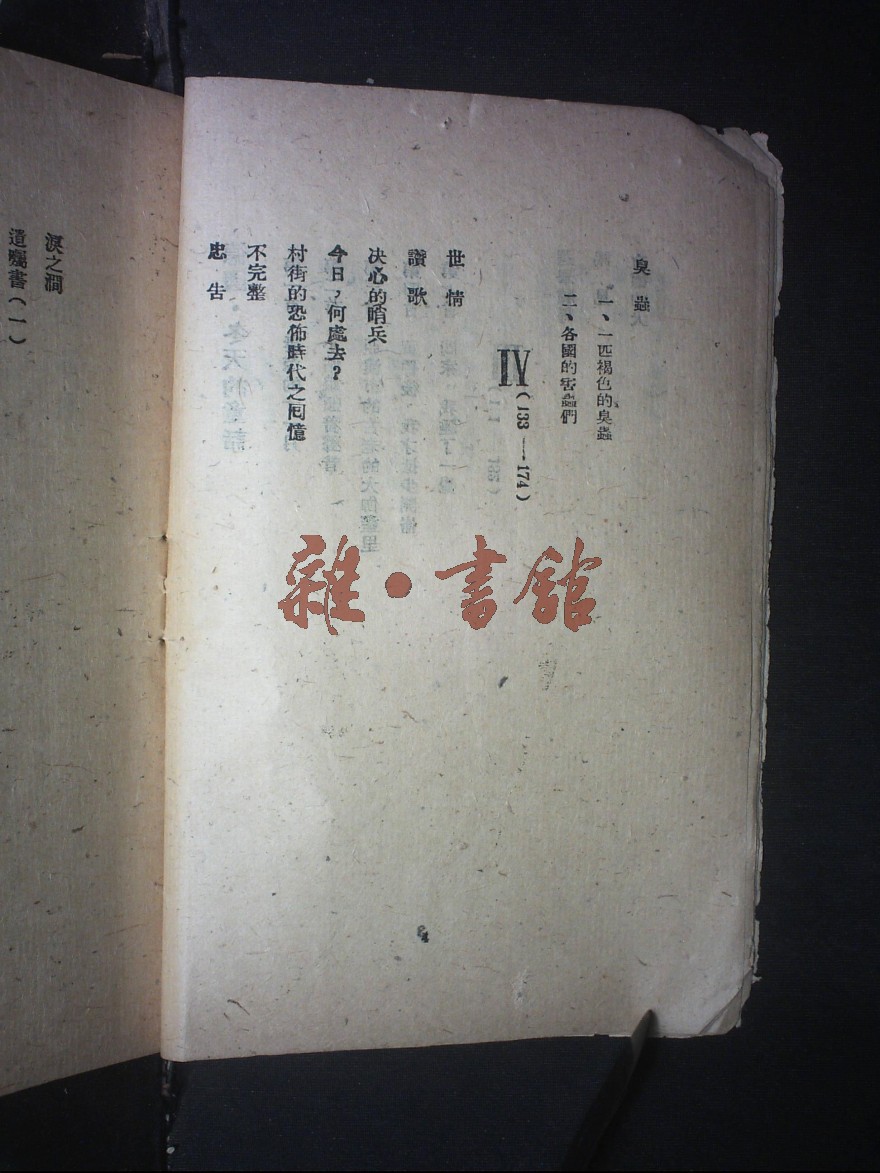 臭蟲
一、一匹褐色的臭蟲
二、各國的害蟲們
IV(133—174)
世情
讚歌
決心的哨兵
今日，何處去？
村街的恐佈時代之回憶
不完整
忠告
淚之澗
遺囑書(一)
雜·書館